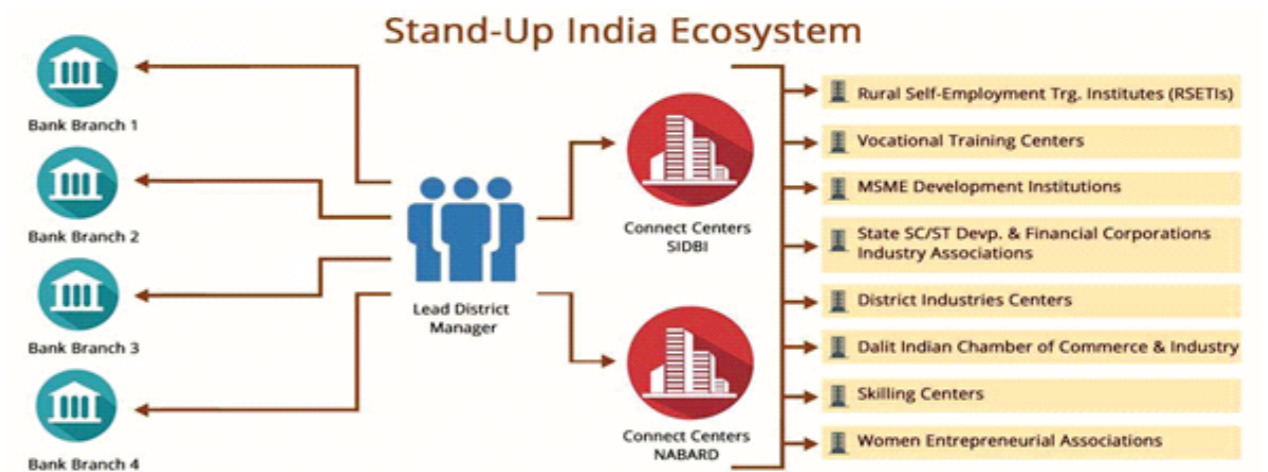 Stand-Up India Ecosystem
Bank Branch 1
Bank Branch 2
Bank Branch 3
Bank Branch 4
Lead District
Manager
Connect Centers
SIDBI
Connect Centers
NABARD
Rural Self-Employment Trg. Institutes (RSETIs)
Vocational Training Centers
MSME Development Institutions
State SC/ST Devp. & Financial Corporations
Industry Associations
District Industries Centers
Dalit Indian Chamber of Commerce & Industry
Skilling Centers
Women Entrepreneurial Associations